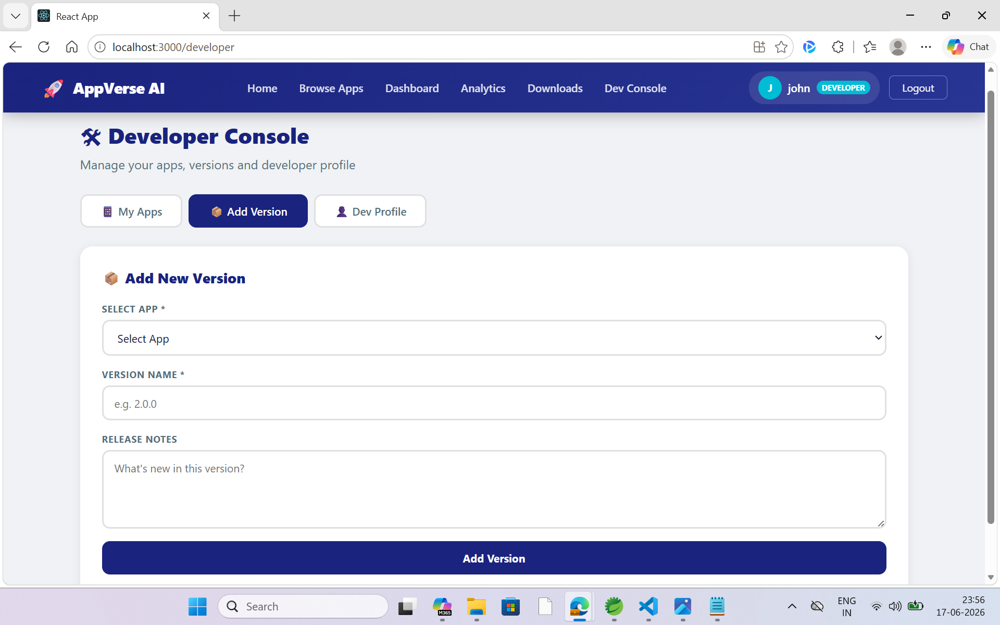 React App
localhost:3000/developer
Chat
AppVerse AI
Home
Browse Apps
Dashboard
Analytics
Downloads
Dev Console
J
john
DEVELOPER
Logout
Developer Console
Manage your apps, versions and developer profile
My Apps
Add Version
Dev Profile
Add New Version
SELECT APP *
Select App
VERSION NAME *
e.g. 2.0.0
RELEASE NOTES
What's new in this version?
Add Version
Search
M365
ENG
IN
23:56
17-06-2026